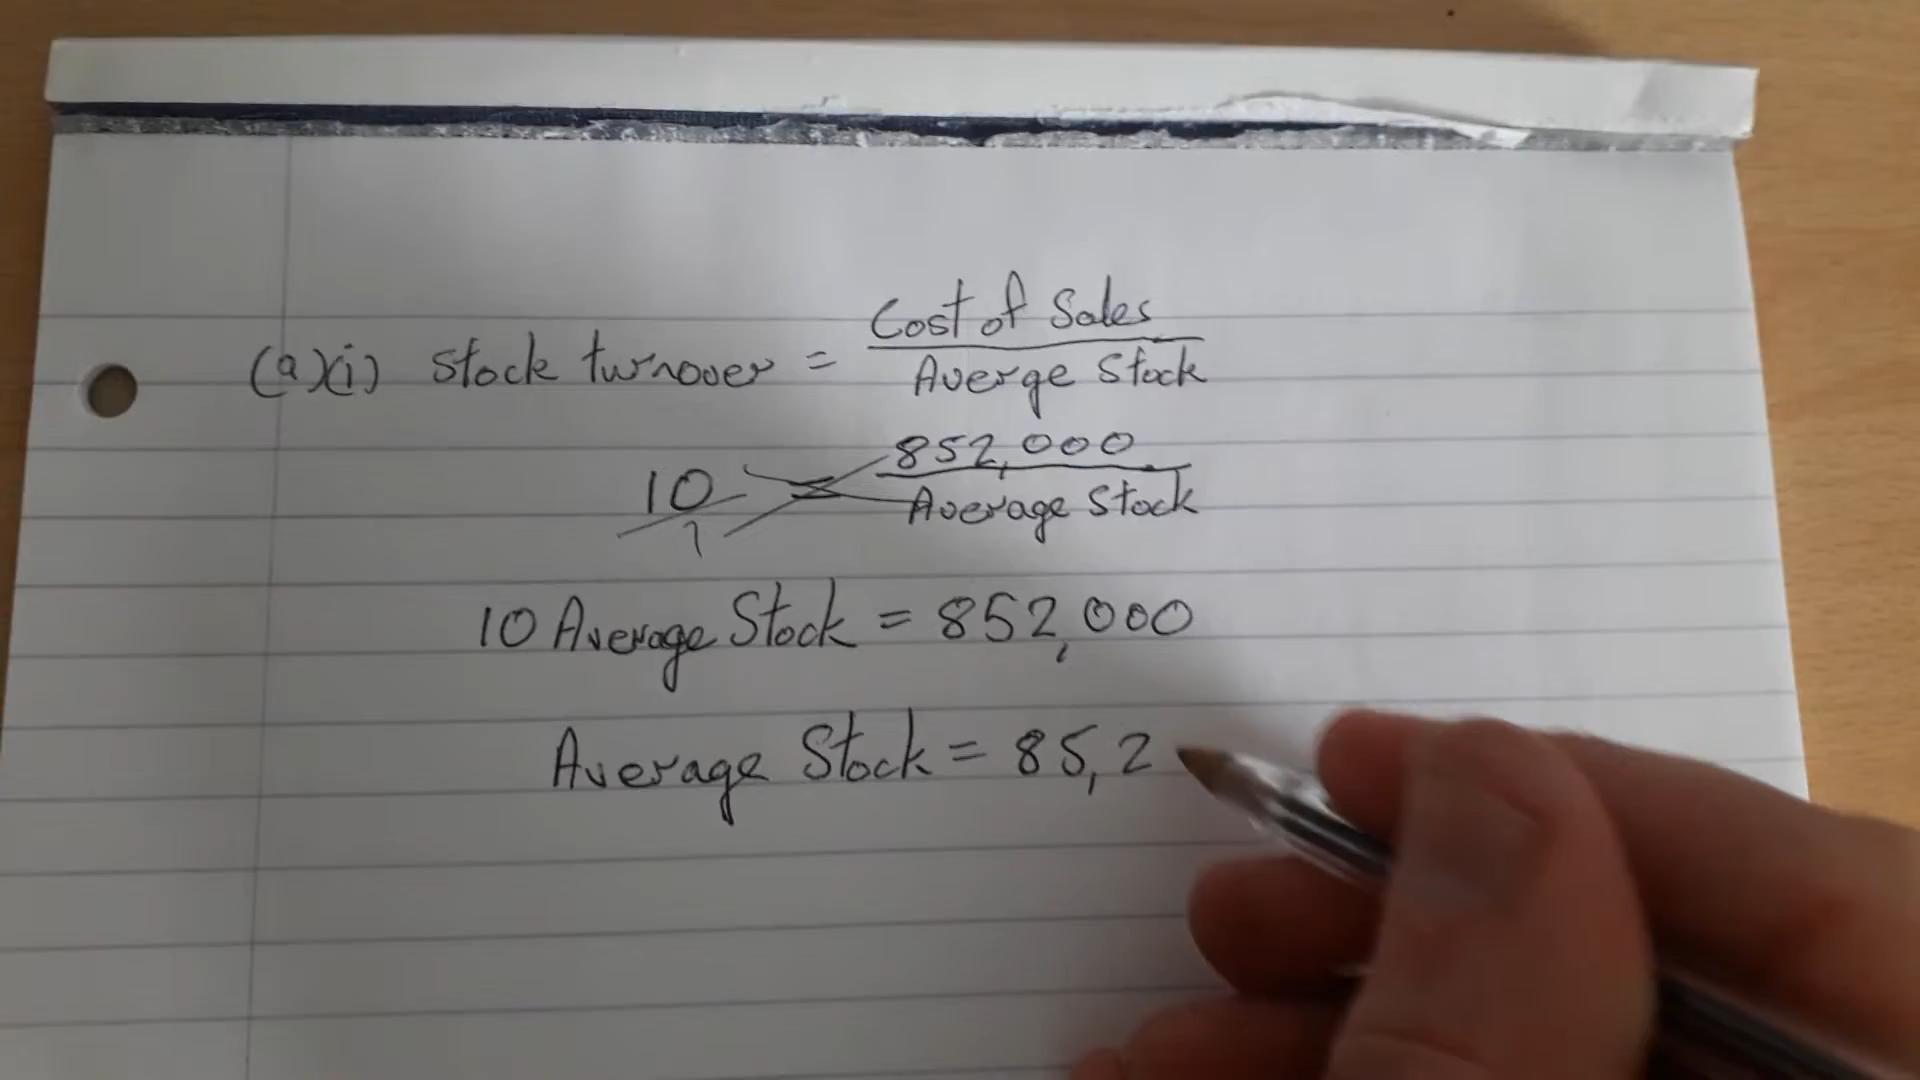 (a)(i) Stock turnover = Cost of Sales
Averge Stock
10 = 852,000
1 Average Stock
10 Average Stock = 852,000
Average Stock = 85,2